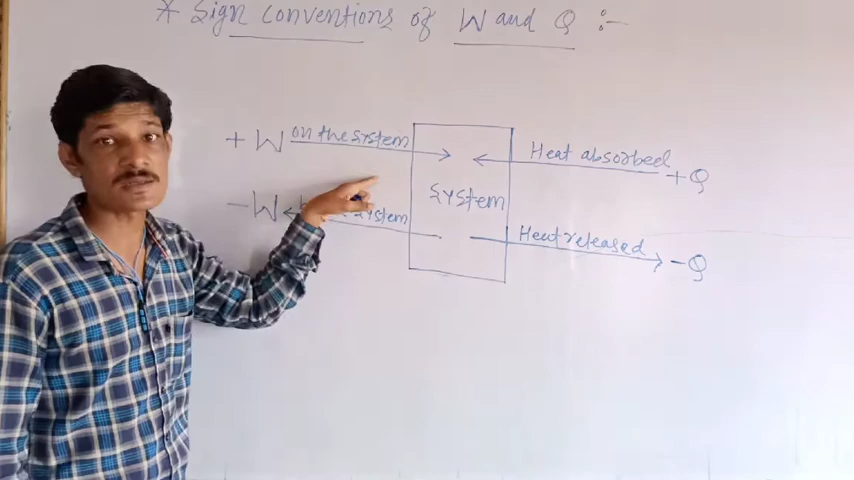 * Sign conventions of W and Q :-
+ W on the system
Heat absorbed + Q
System
- W system
Heat released - Q